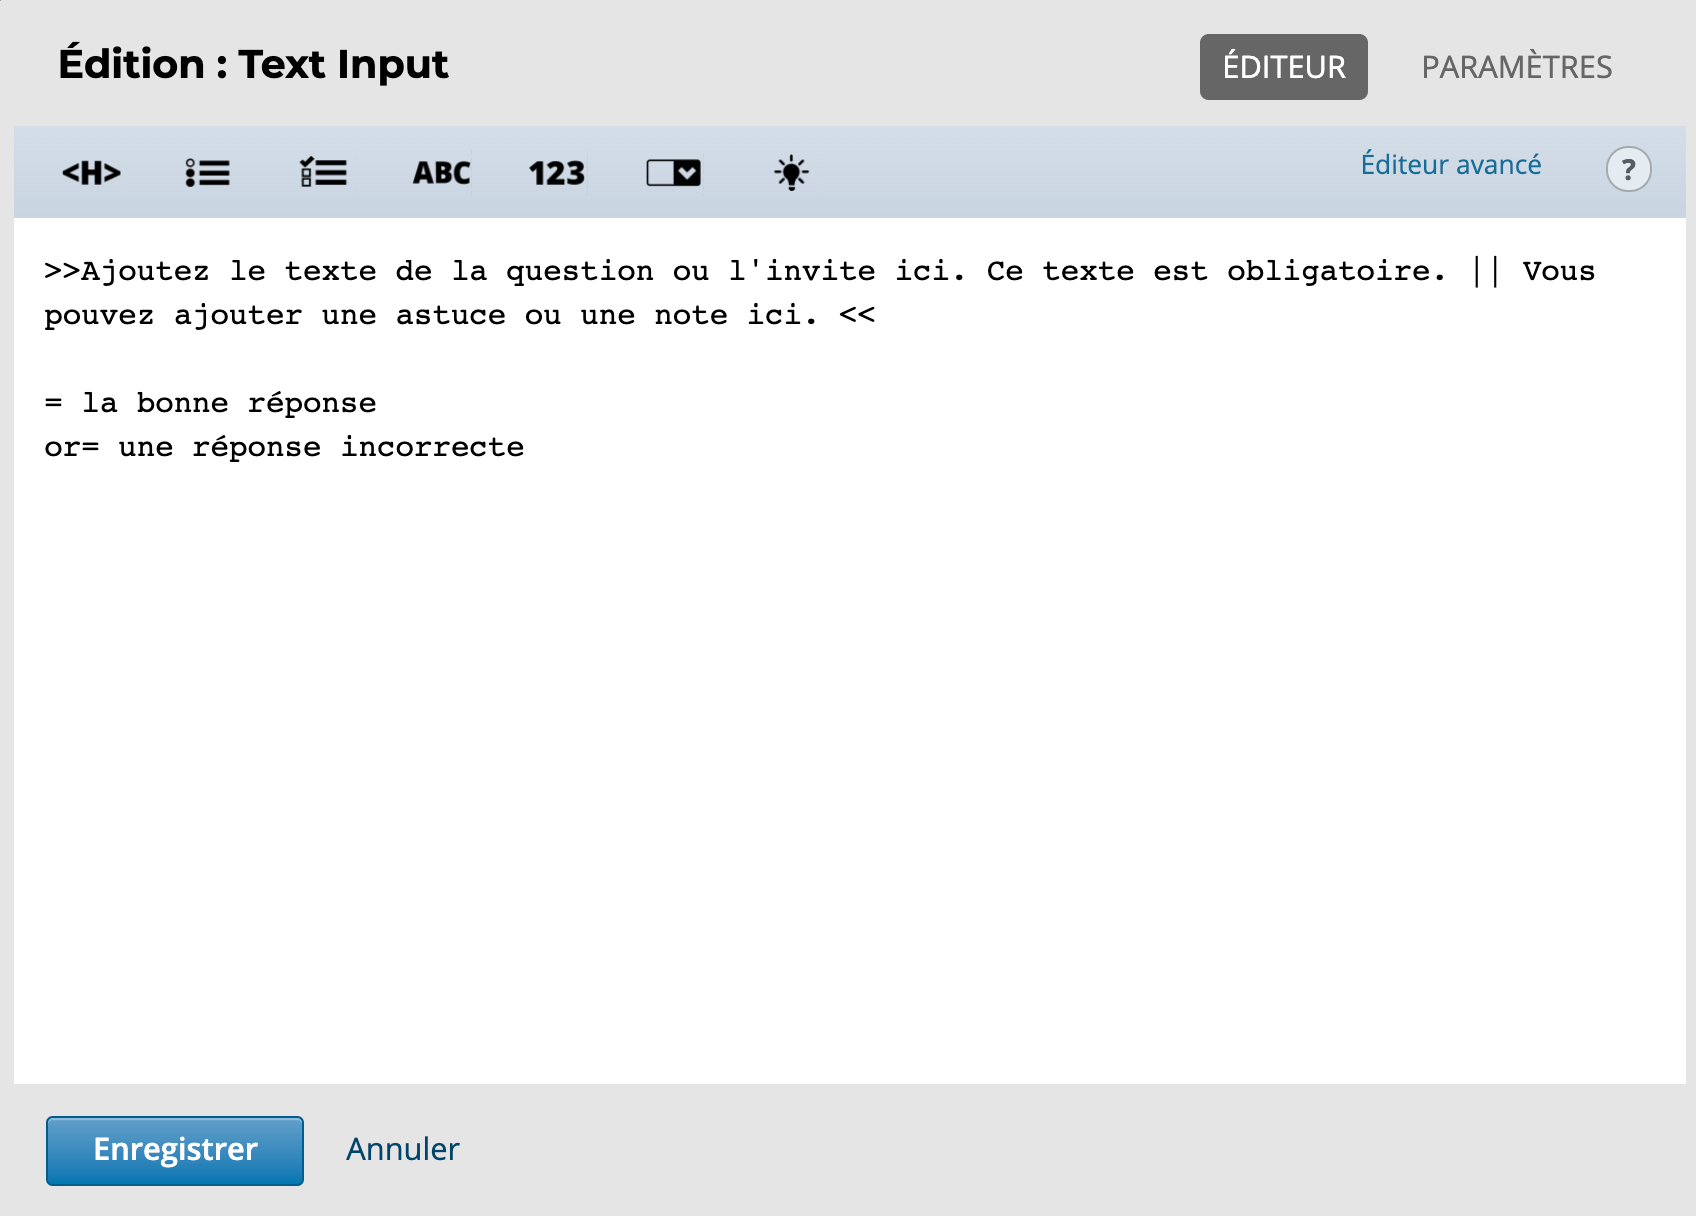 Édition : Text Input
ÉDITEUR
PARAMÈTRES
<H>
ABC
123
Éditeur avancé
?
>>Ajoutez le texte de la question ou l'invite ici. Ce texte est obligatoire. || Vous
pouvez ajouter une astuce ou une note ici. <<
= la bonne réponse
or= une réponse incorrecte
Enregistrer
Annuler